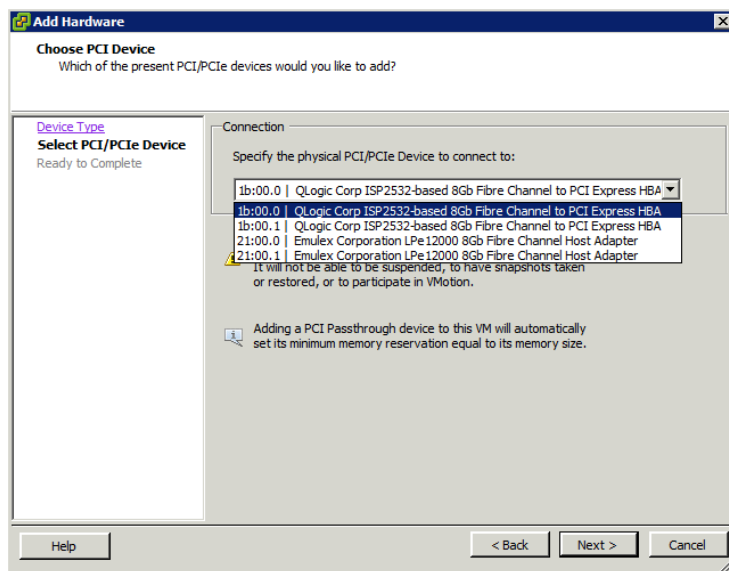 Add Hardware
Choose PCI Device
Which of the present PCI/PCIe devices would you like to add?
Device Type
Select PCI/PCIe Device
Ready to Complete
Connection
Specify the physical PCI/PCIe Device to connect to:
1b:00.0 | QLogic Corp ISP2532-based 8Gb Fibre Channel to PCI Express HBA
1b:00.0 | QLogic Corp ISP2532-based 8Gb Fibre Channel to PCI Express HBA
1b:00.1 | QLogic Corp ISP2532-based 8Gb Fibre Channel to PCI Express HBA
21:00.0 | Emulex Corporation LPe12000 8Gb Fibre Channel Host Adapter
21:00.1 | Emulex Corporation LPe12000 8Gb Fibre Channel Host Adapter
It will not be able to be suspended, to have snapshots taken
or restored, or to participate in VMotion.
Adding a PCI Passthrough device to this VM will automatically
set its minimum memory reservation equal to its memory size.
Help
< Back
Next >
Cancel